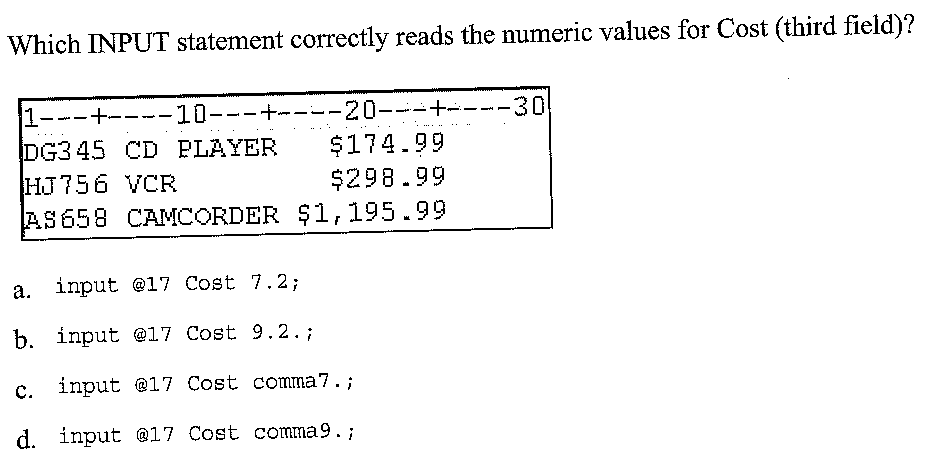 Which INPUT statement correctly reads the numeric values for Cost (third field)?
1---+----10---+----20---+----30
DG345 CD PLAYER   $174.99
HJ756 VCR         $298.99
AS658 CAMCORDER $1,195.99
a. input @17 Cost 7.2;
b. input @17 Cost 9.2.;
c. input @17 Cost comma7.;
d. input @17 Cost comma9.;